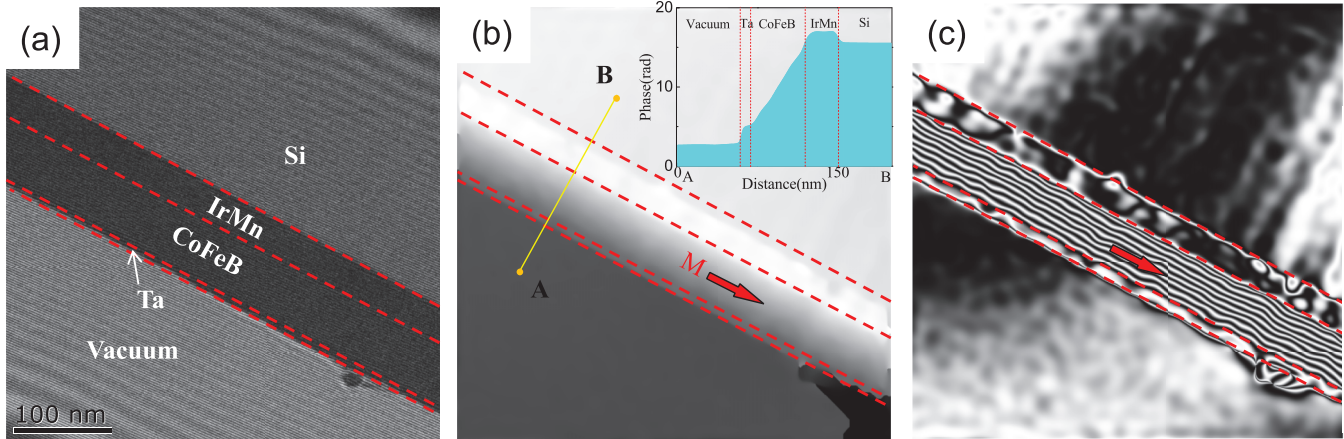 (a)
Si
IrMn
CoFeB
Ta
Vacuum
100 nm
(b)
B
A
M
20
10
0
Phase(rad)
Vacuum
Ta
CoFeB
IrMn
Si
0
A
150
B
Distance(nm)
(c)